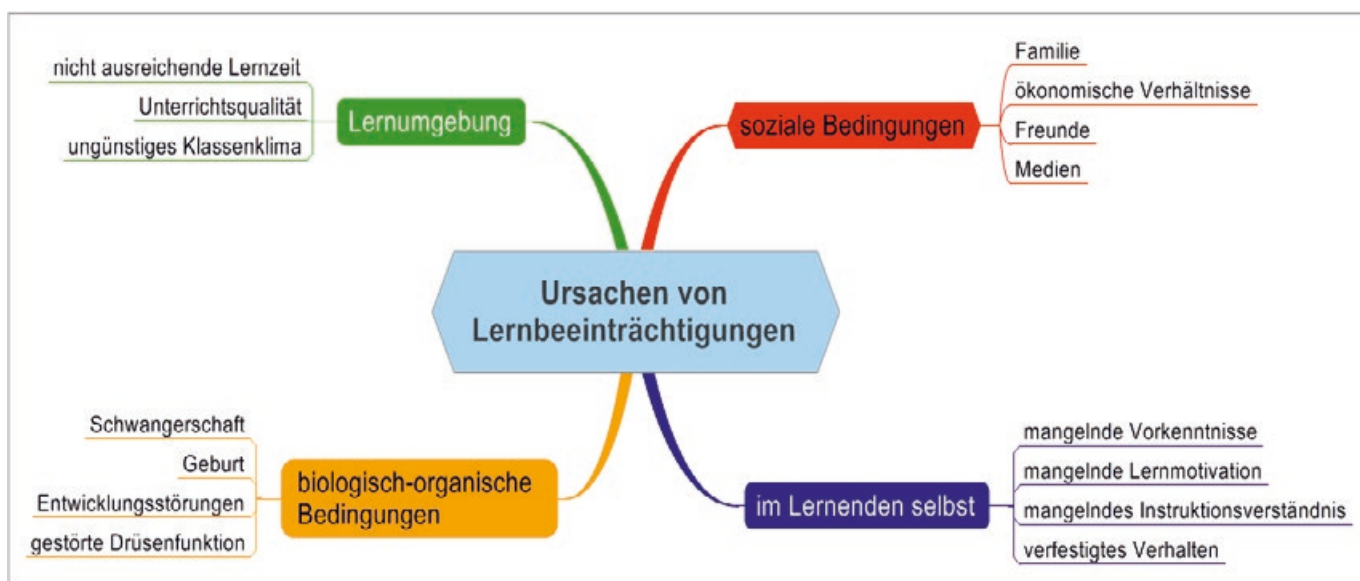 nicht ausreichende Lernzeit
Unterrichtsqualität
ungünstiges Klassenklima
Lernumgebung
soziale Bedingungen
Familie
ökonomische Verhältnisse
Freunde
Medien
Ursachen von
Lernbeeinträchtigungen
Schwangerschaft
Geburt
Entwicklungsstörungen
gestörte Drüsenfunktion
biologisch-organische
Bedingungen
im Lernenden selbst
mangelnde Vorkenntnisse
mangelnde Lernmotivation
mangelndes Instruktionsverständnis
verfestigtes Verhalten